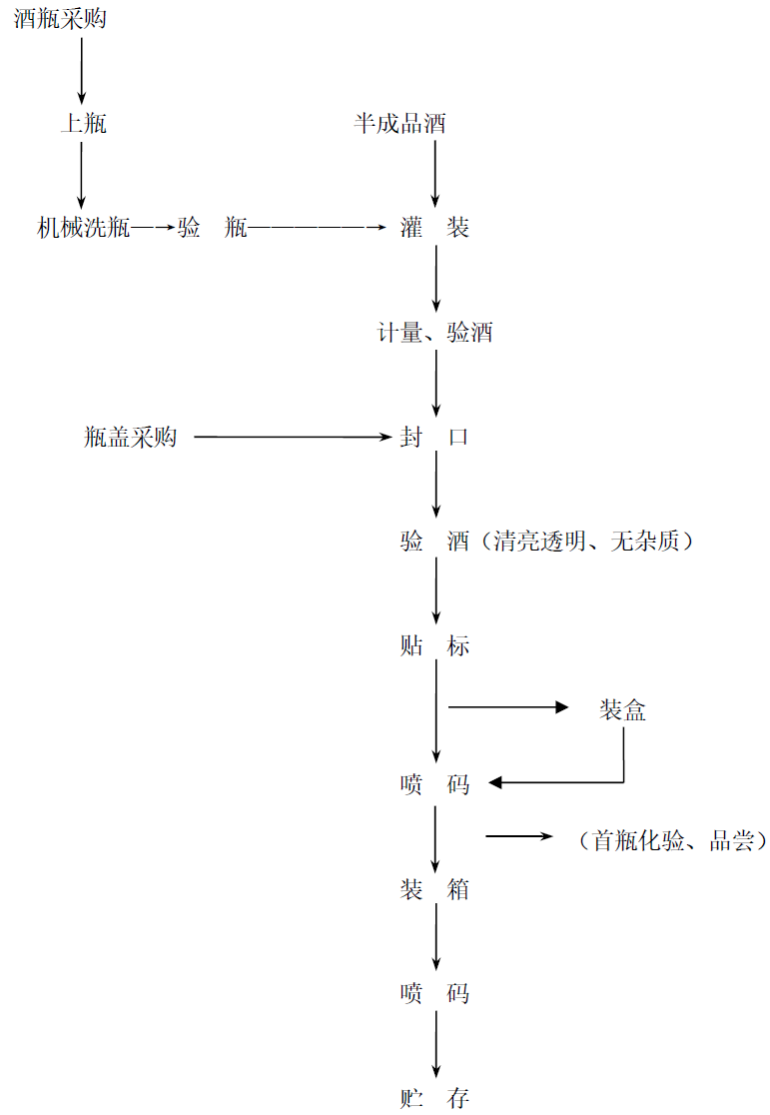 酒瓶采购
上瓶 半成品酒
机械洗瓶 验 瓶 灌 装
计量、验酒
瓶盖采购 封 口
验 酒（清亮透明、无杂质）
贴 标
装盒
喷 码
（首瓶化验、品尝）
装 箱
喷 码
贮 存